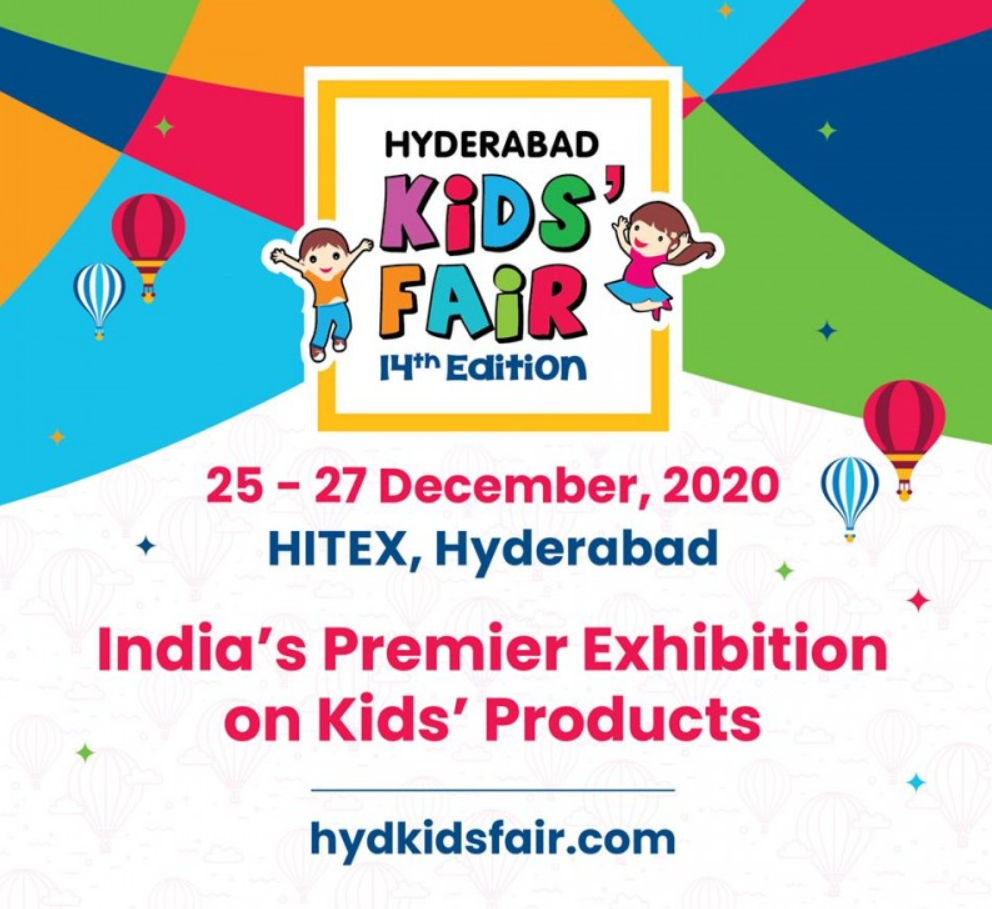 HYDERABAD
KiDS’
FAiR
14th Edition
25 - 27 December, 2020
HITEX, Hyderabad
India’s Premier Exhibition
on Kids’ Products
hydkidsfair.com